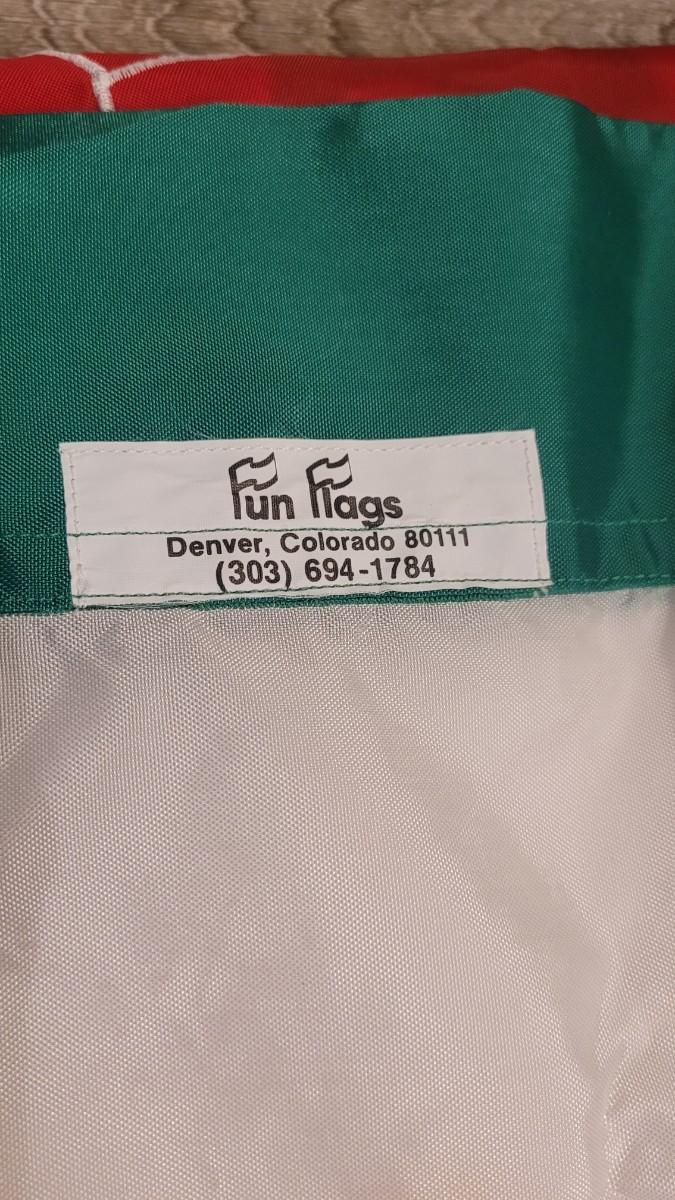 Fun Flags
Denver, Colorado 80111
(303) 694-1784